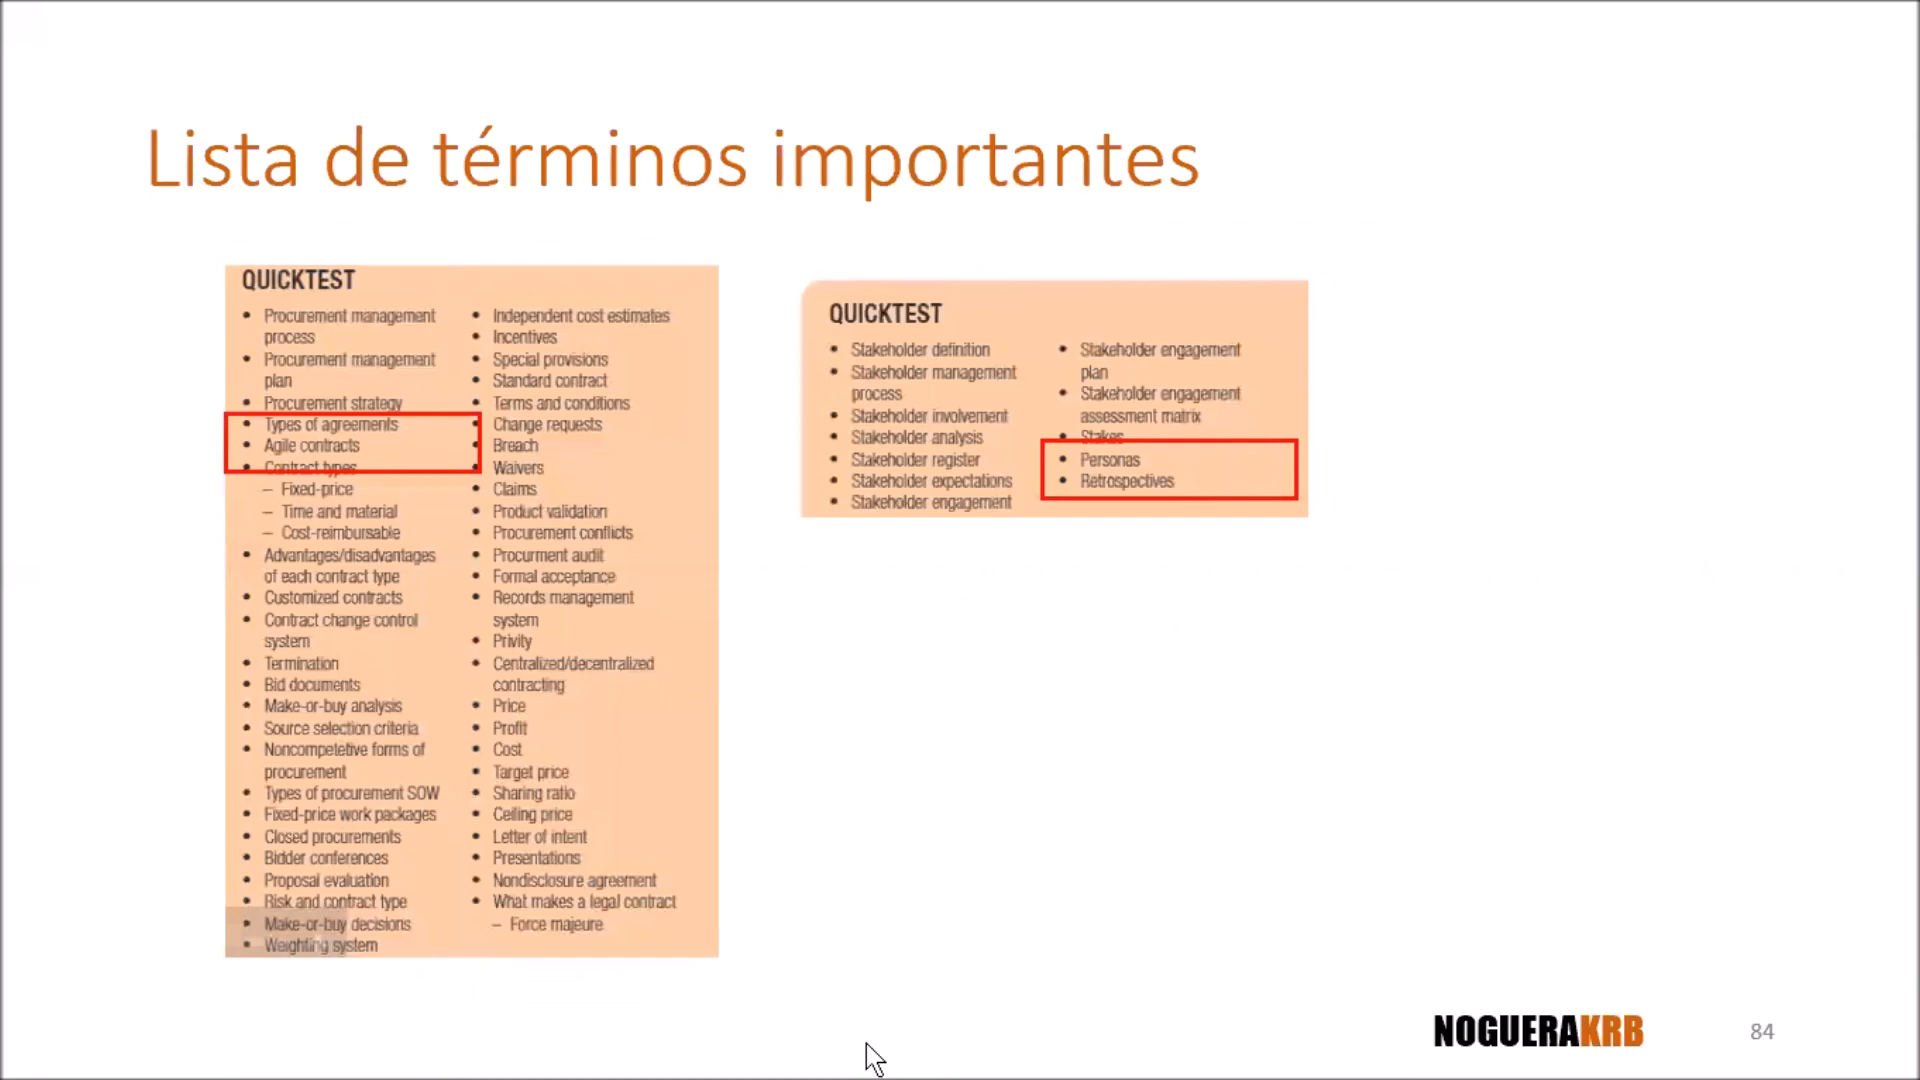 Lista de términos importantes
QUICKTEST
• Procurement management
process
• Procurement management
plan
• Procurement strategy
• Types of agreements
• Agile contracts
• Contract types
– Fixed-price
– Time and material
– Cost-reimbursable
• Advantages/disadvantages
of each contract type
• Customized contracts
• Contract change control
system
• Termination
• Bid documents
• Make-or-buy analysis
• Source selection criteria
• Noncompetetive forms of
procurement
• Types of procurement SOW
• Fixed-price work packages
• Closed procurements
• Bidder conferences
• Proposal evaluation
• Risk and contract type
• Make-or-buy decisions
• Weighting system
• Independent cost estimates
• Incentives
• Special provisions
• Standard contract
• Terms and conditions
• Change requests
• Breach
• Waivers
• Claims
• Product validation
• Procurement conflicts
• Procurment audit
• Formal acceptance
• Records management
system
• Privity
• Centralized/decentralized
contracting
• Price
• Profit
• Cost
• Target price
• Sharing ratio
• Ceiling price
• Letter of intent
• Presentations
• Nondisclosure agreement
• What makes a legal contract
– Force majeure
QUICKTEST
• Stakeholder definition
• Stakeholder management
process
• Stakeholder involvement
• Stakeholder analysis
• Stakeholder register
• Stakeholder expectations
• Stakeholder engagement
• Stakeholder engagement
plan
• Stakeholder engagement
assessment matrix
• Stakes
• Personas
• Retrospectives
NOGUERAKRB
84